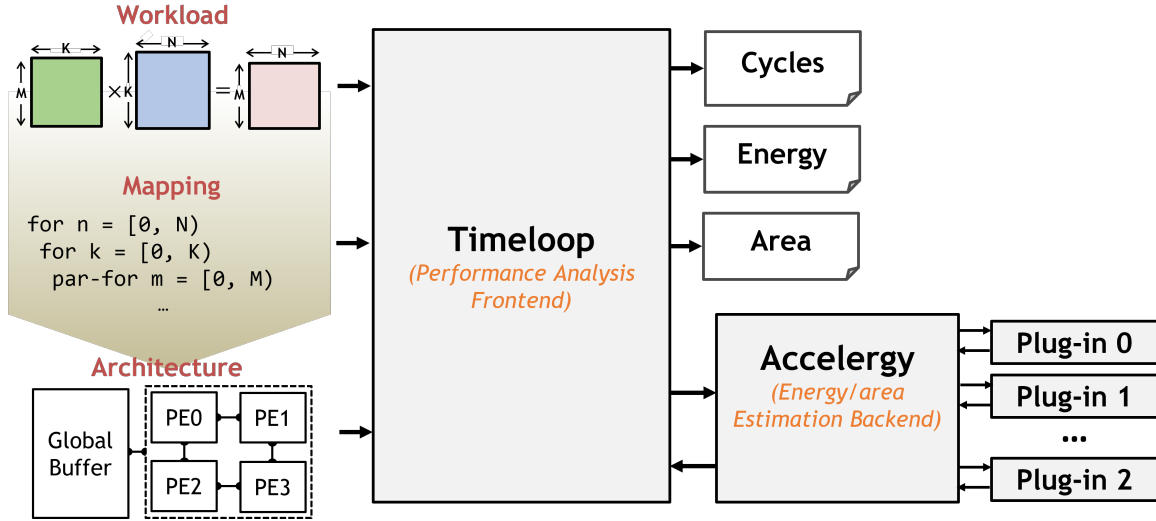 Workload
K
N
N
M
×
K
=
M
Mapping
for n = [0, N)
for k = [0, K)
par-for m = [0, M)
…
Architecture
Global
Buffer
PE0
PE1
PE2
PE3
Timeloop
(Performance Analysis
Frontend)
Cycles
Energy
Area
Accelergy
(Energy/area
Estimation Backend)
Plug-in 0
Plug-in 1
...
Plug-in 2